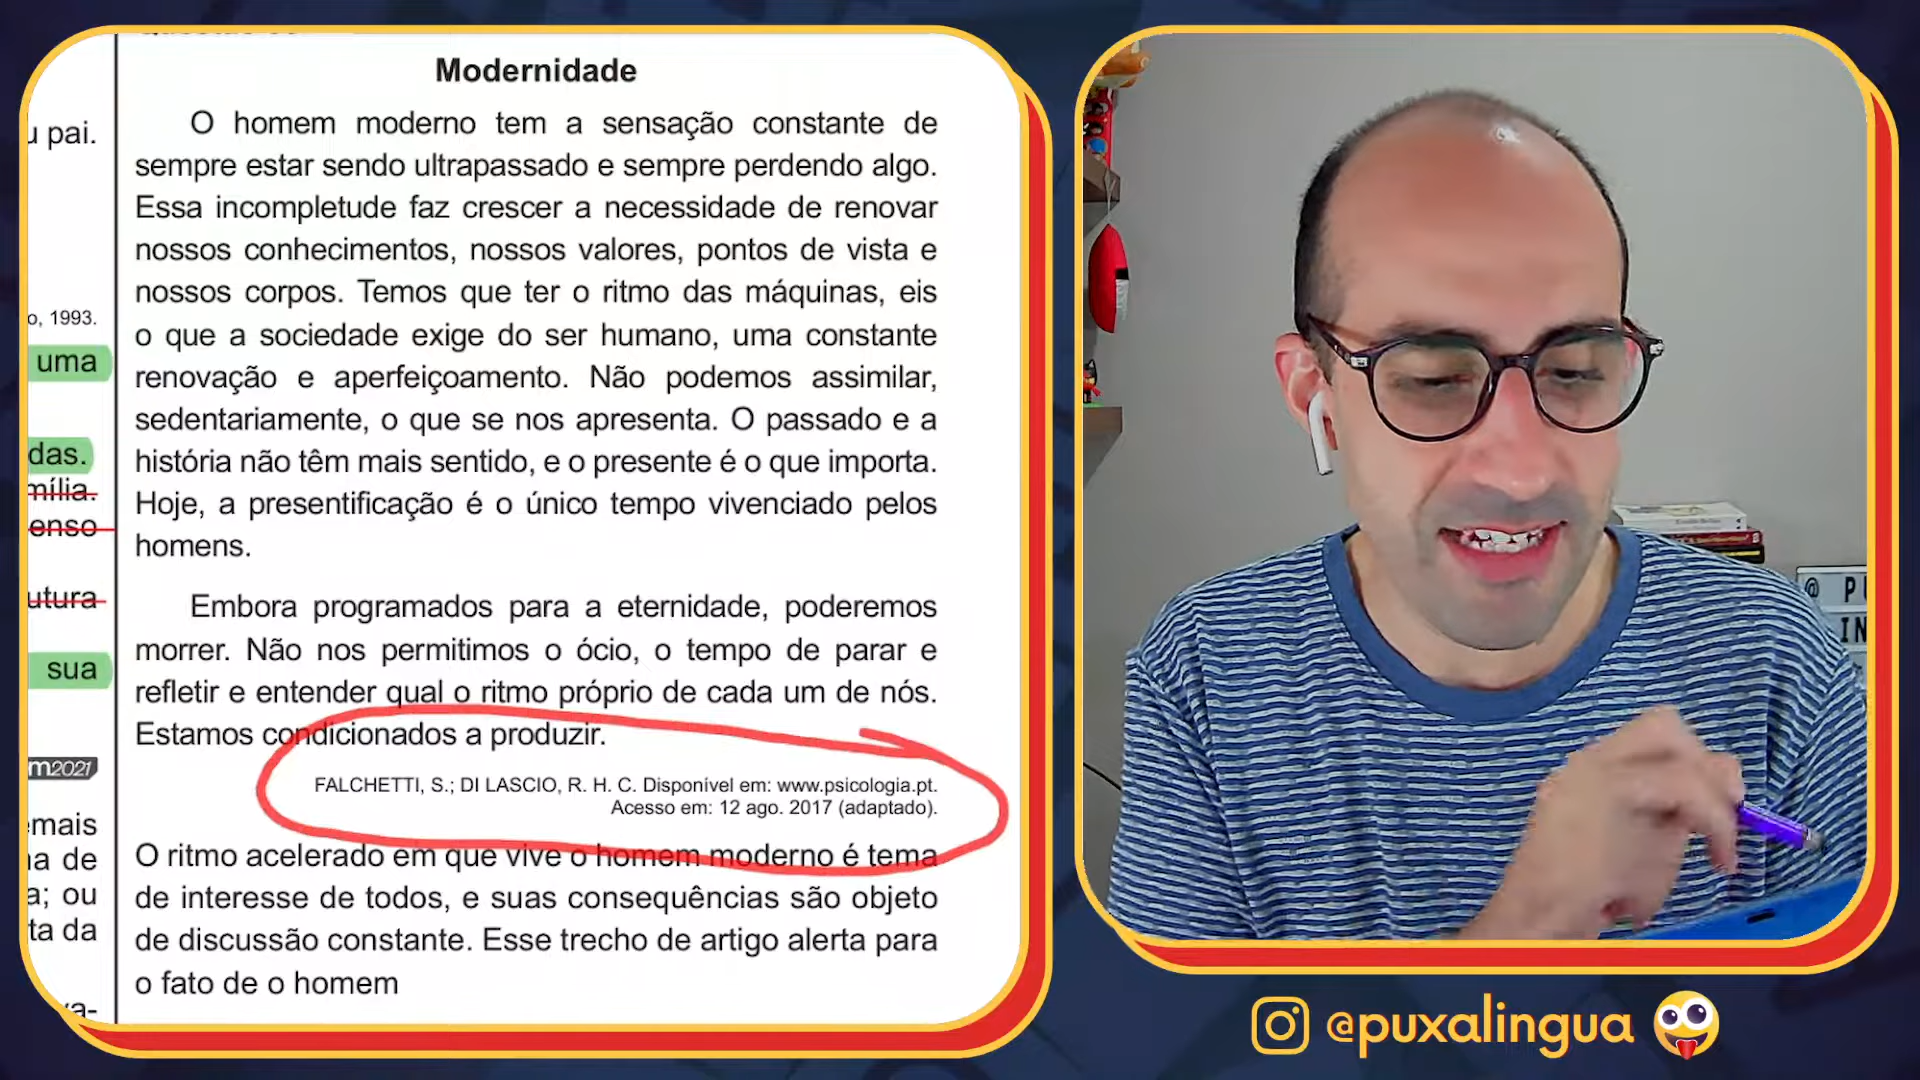 u pai.
o, 1993.
uma
das.
mília.
enso
utura
sua
m2021
emais
a de
a; ou
ta da
va-
Modernidade
O homem moderno tem a sensação constante de
sempre estar sendo ultrapassado e sempre perdendo algo.
Essa incompletude faz crescer a necessidade de renovar
nossos conhecimentos, nossos valores, pontos de vista e
nossos corpos. Temos que ter o ritmo das máquinas, eis
o que a sociedade exige do ser humano, uma constante
renovação e aperfeiçoamento. Não podemos assimilar,
sedentariamente, o que se nos apresenta. O passado e a
história não têm mais sentido, e o presente é o que importa.
Hoje, a presentificação é o único tempo vivenciado pelos
homens.
Embora programados para a eternidade, poderemos
morrer. Não nos permitimos o ócio, o tempo de parar e
refletir e entender qual o ritmo próprio de cada um de nós.
Estamos condicionados a produzir.
FALCHETTI, S.; DI LASCIO, R. H. C. Disponível em: www.psicologia.pt.
Acesso em: 12 ago. 2017 (adaptado).
O ritmo acelerado em que vive o homem moderno é tema
de interesse de todos, e suas consequências são objeto
de discussão constante. Esse trecho de artigo alerta para
o fato de o homem
@ PU
IN
@puxalingua